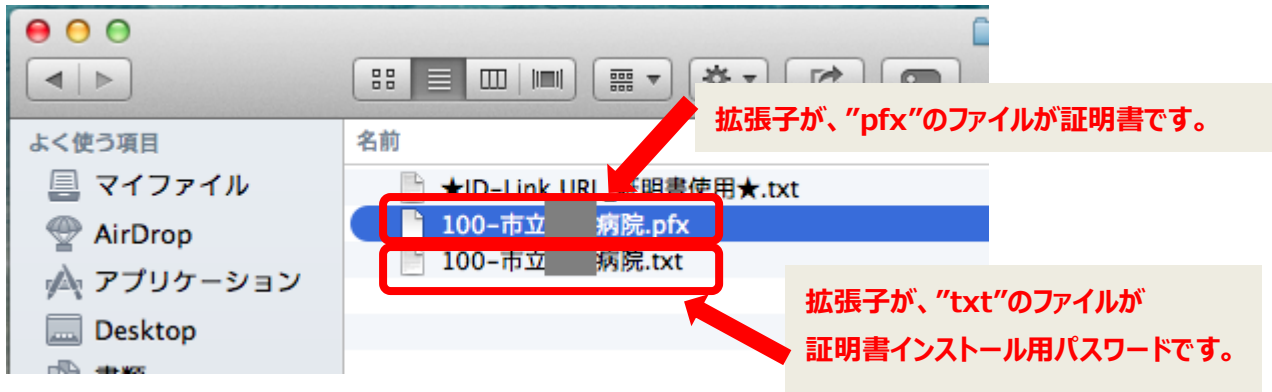 拡張子が、”pfx”のファイルが証明書です。
よく使う項目
名前
マイファイル
★ID-Link URL 証明書使用★.txt
AirDrop
100-市立 病院.pfx
アプリケーション
100-市立 病院.txt
Desktop
拡張子が、”txt”のファイルが
証明書インストール用パスワードです。